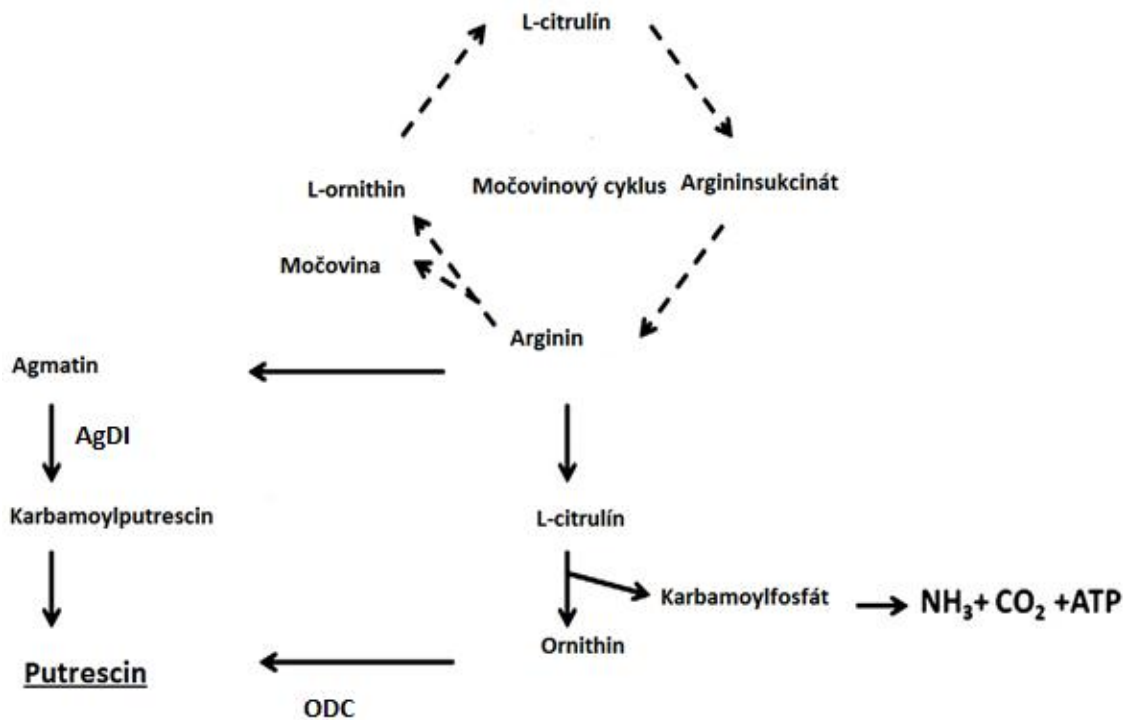 L-citrulín
L-ornithin
Močovinový cyklus
Argininsukcinát
Močovina
Arginin
Agmatin
AgDI
Karbamoylputrescin
L-citrulín
Karbamoylfosfát
NH₃+ CO₂ +ATP
Ornithin
Putrescin
ODC